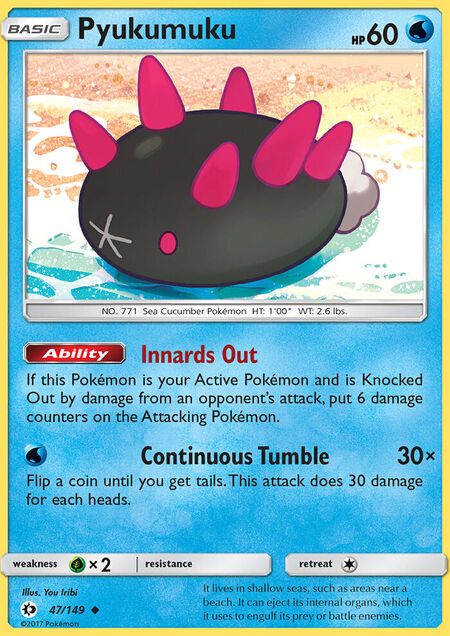 BASIC Pyukumuku HP 60
NO. 771 Sea Cucumber Pokémon HT: 1'00" WT: 2.6 lbs.
Ability Innards Out
If this Pokémon is your Active Pokémon and is Knocked
Out by damage from an opponent's attack, put 6 damage
counters on the Attacking Pokémon.
Continuous Tumble 30×
Flip a coin until you get tails. This attack does 30 damage
for each heads.
weakness × 2 resistance retreat
Illus. You Iribi
47/149
©2017 Pokémon
It lives in shallow seas, such as areas near a
beach. It can eject its internal organs, which
it uses to engulf its prey or battle enemies.